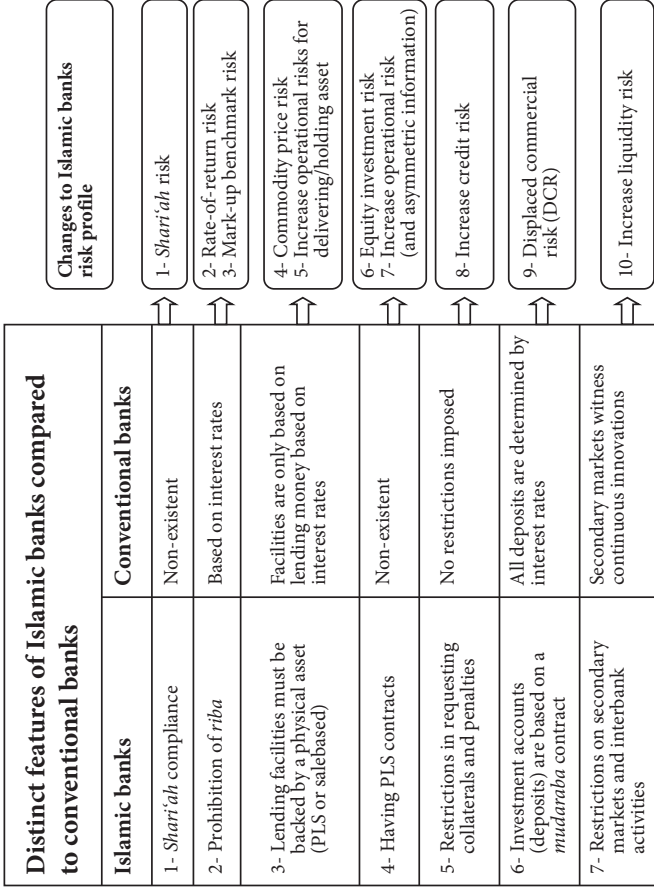 Distinct features of Islamic banks compared
to conventional banks
Changes to Islamic banks
risk profile
Islamic banks
Conventional banks
1- Shari‘ah compliance
Non-existent
1- Shari‘ah risk
2- Prohibition of riba
Based on interest rates
2- Rate-of-return risk
3- Mark-up benchmark risk
3- Lending facilities must be
backed by a physical asset
(PLS or salebased)
Facilities are only based on
lending money based on
interest rates
4- Commodity price risk
5- Increase operational risks for
delivering/holding asset
4- Having PLS contracts
Non-existent
6- Equity investment risk
7- Increase operational risk
(and asymmetric information)
5- Restrictions in requesting
collaterals and penalties
No restrictions imposed
8- Increase credit risk
6- Investment accounts
(deposits) are based on a
mudaraba contract
All deposits are determined by
interest rates
9- Displaced commercial
risk (DCR)
7- Restrictions on secondary
markets and interbank
activities
Secondary markets witness
continuous innovations
10- Increase liquidity risk